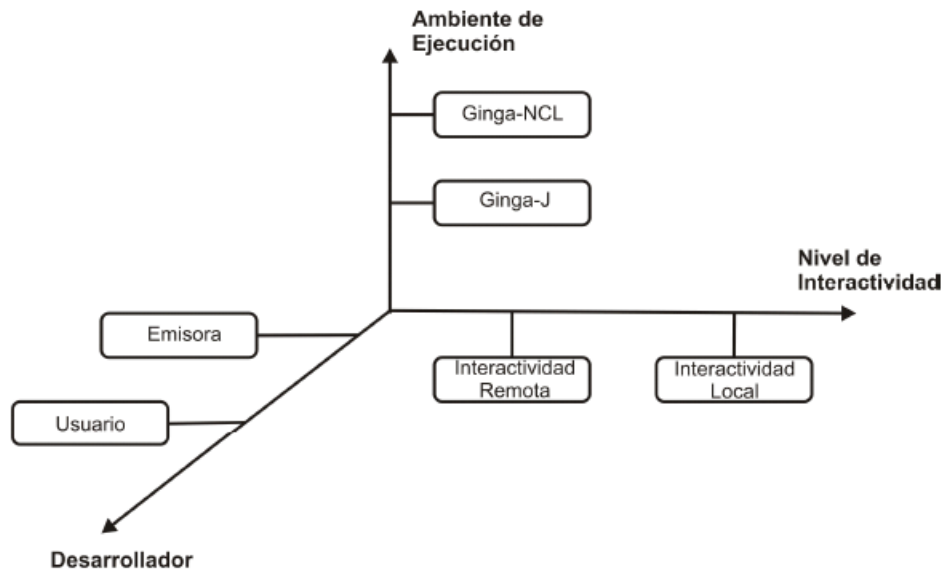 Ambiente de
Ejecución
Ginga-NCL
Ginga-J
Nivel de
Interactividad
Emisora
Interactividad
Remota
Interactividad
Local
Usuario
Desarrollador